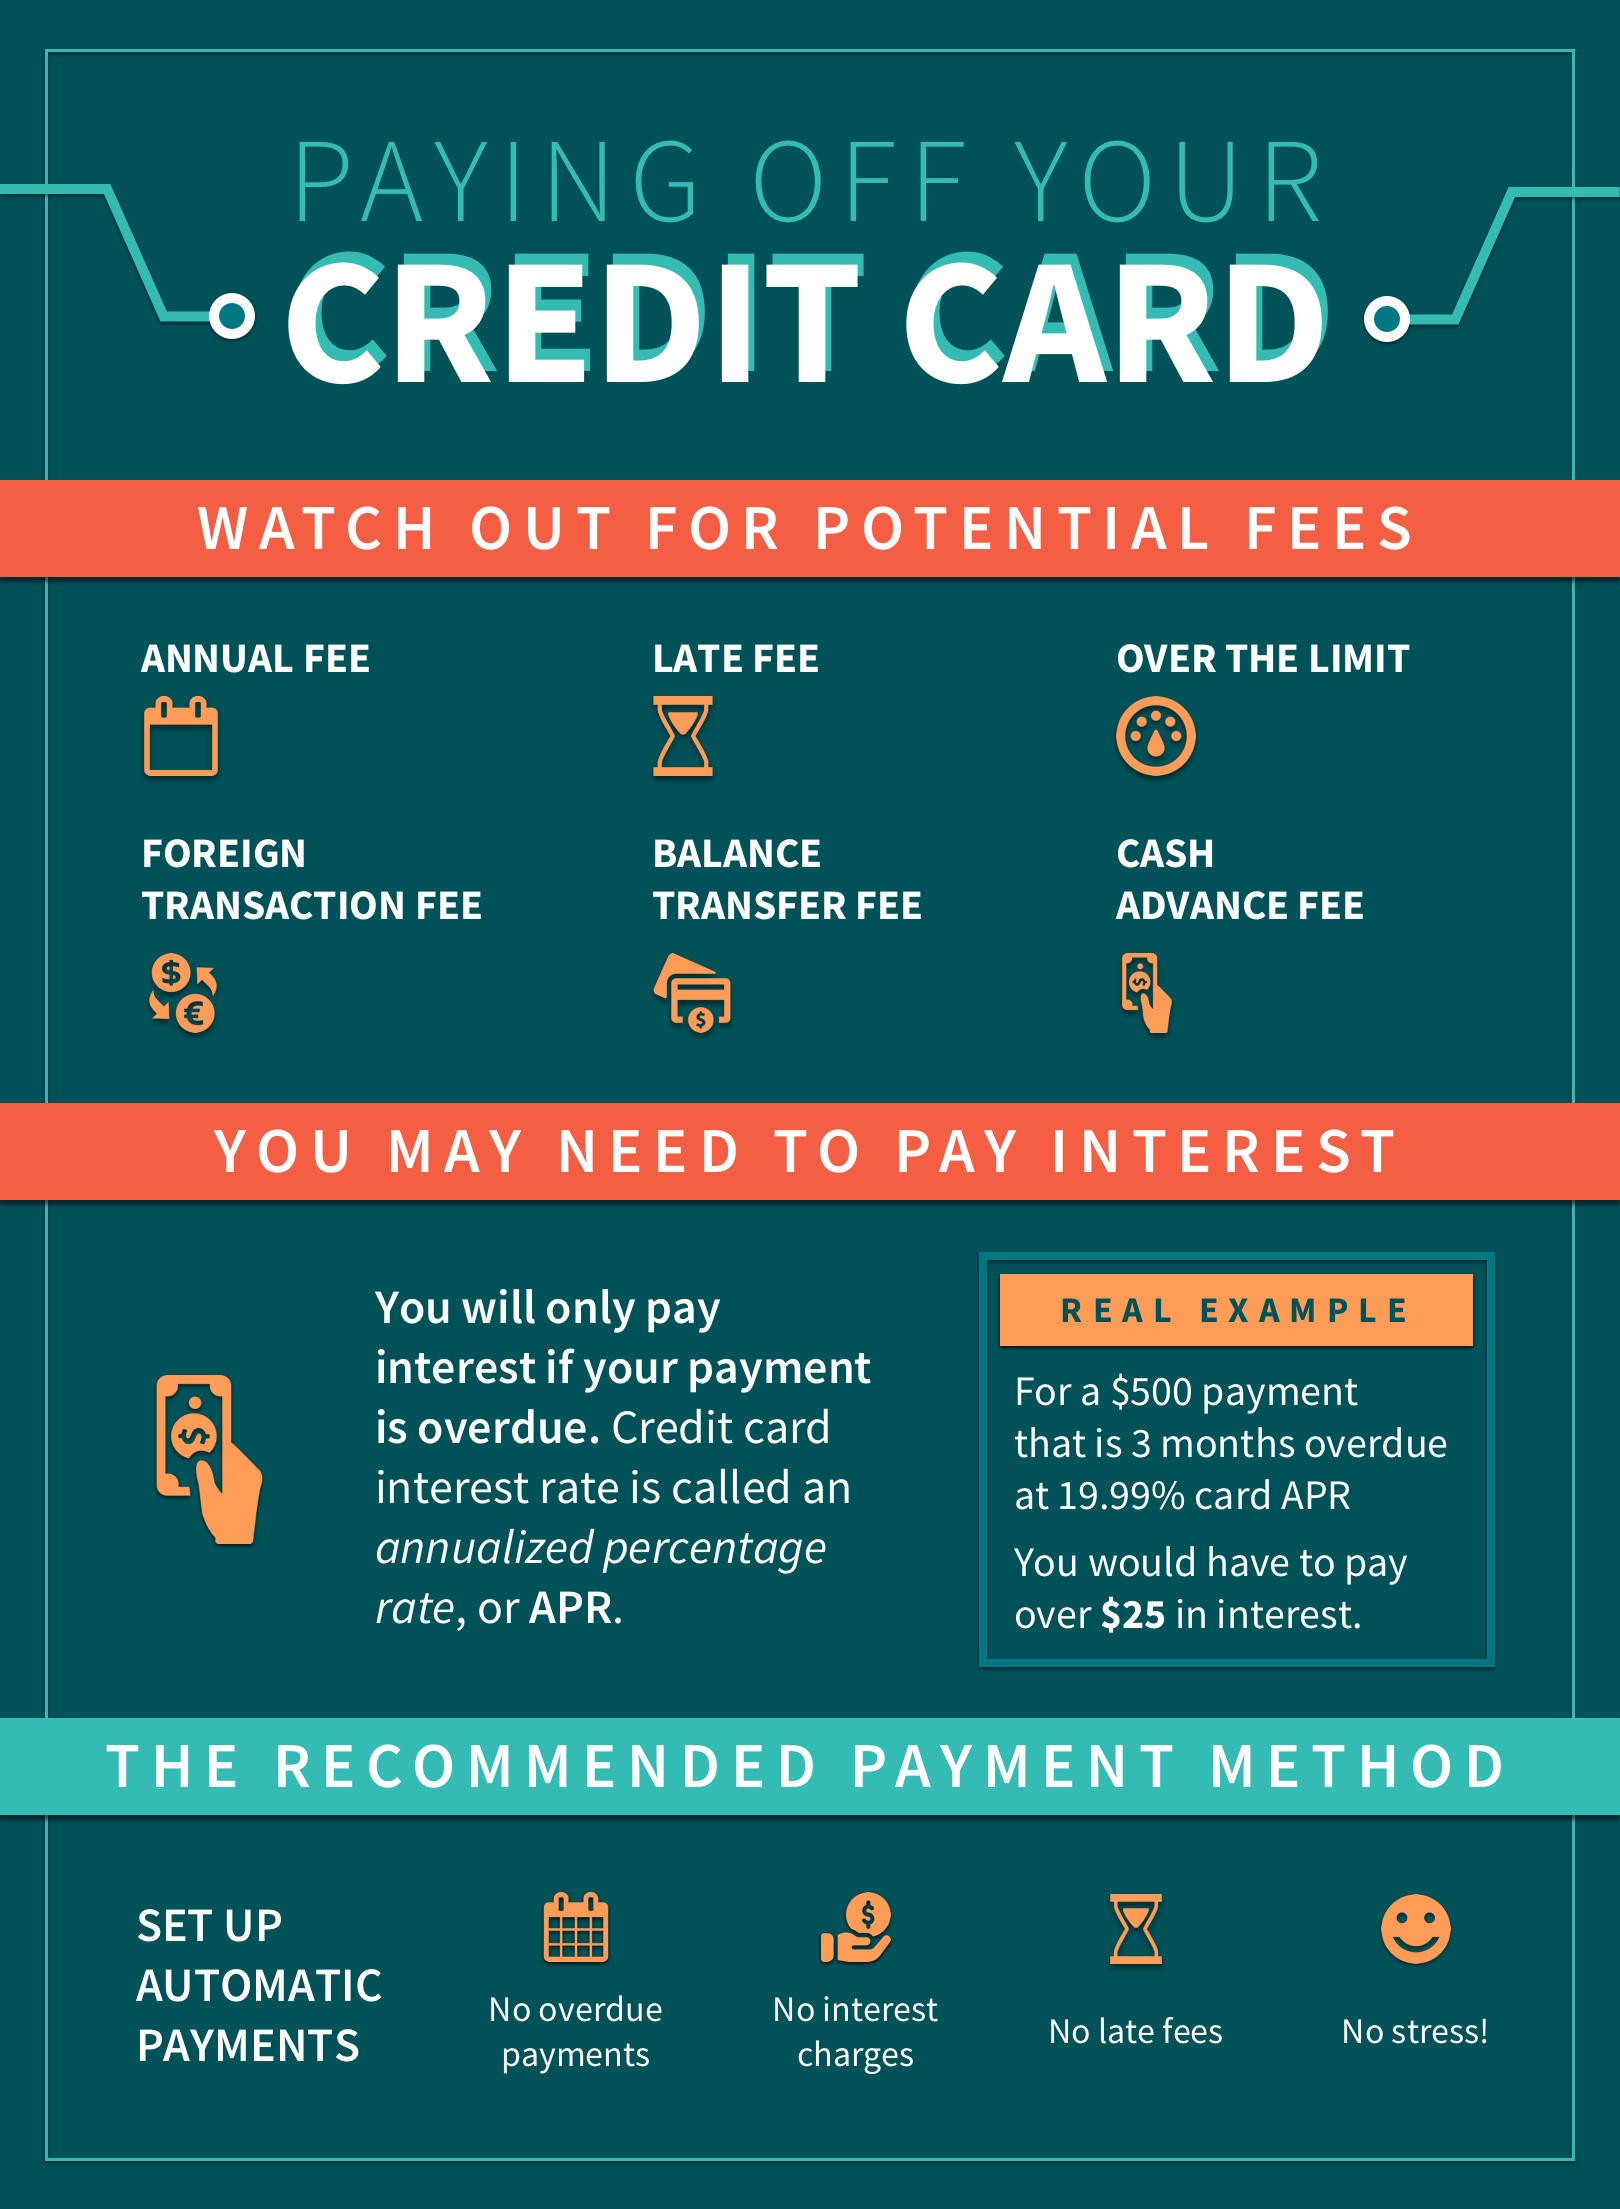 PAYING OFF YOUR
CREDIT CARD
WATCH OUT FOR POTENTIAL FEES
ANNUAL FEE
LATE FEE
OVER THE LIMIT
FOREIGN
TRANSACTION FEE
$
€
BALANCE
TRANSFER FEE
$
CASH
ADVANCE FEE
$
YOU MAY NEED TO PAY INTEREST
$
You will only pay
interest if your payment
is overdue. Credit card
interest rate is called an
annualized percentage
rate, or APR.
REAL EXAMPLE
For a $500 payment
that is 3 months overdue
at 19.99% card APR
You would have to pay
over $25 in interest.
THE RECOMMENDED PAYMENT METHOD
SET UP
AUTOMATIC
PAYMENTS
No overdue
payments
$
No interest
charges
No late fees
No stress!